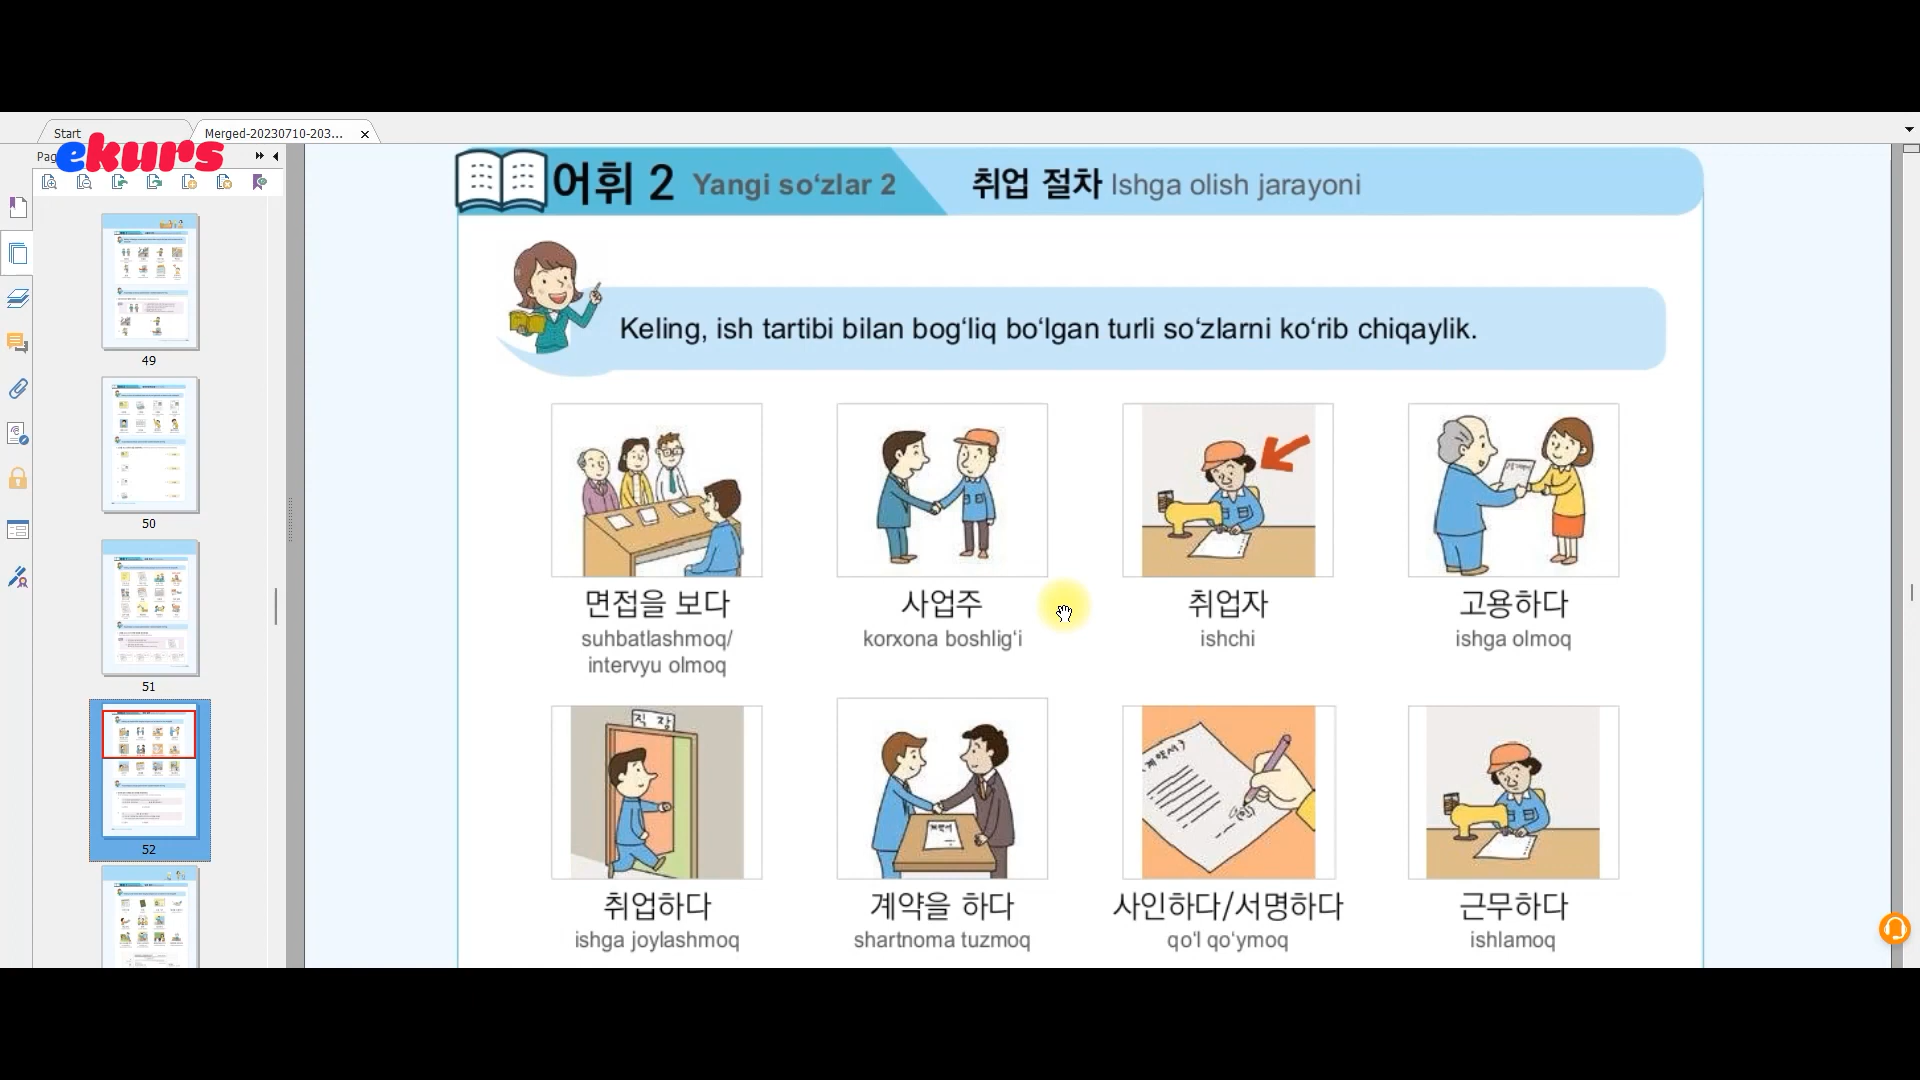 Start
Merged-20230710-203...
ekurs
어휘 2 Yangi so‘zlar 2
취업 절차 Ishga olish jarayoni
Keling, ish tartibi bilan bog‘liq bo‘lgan turli so‘zlarni ko‘rib chiqaylik.
면접을 보다 사업주 취업자 고용하다
suhbatlashmoq/ korxona boshlig‘i ishchi ishga olmoq
intervyu olmoq
직 장
취업하다 계약을 하다 사인하다/서명하다 근무하다
ishga joylashmoq shartnoma tuzmoq qo‘l qo‘ymoq ishlamoq
49
50
51
52